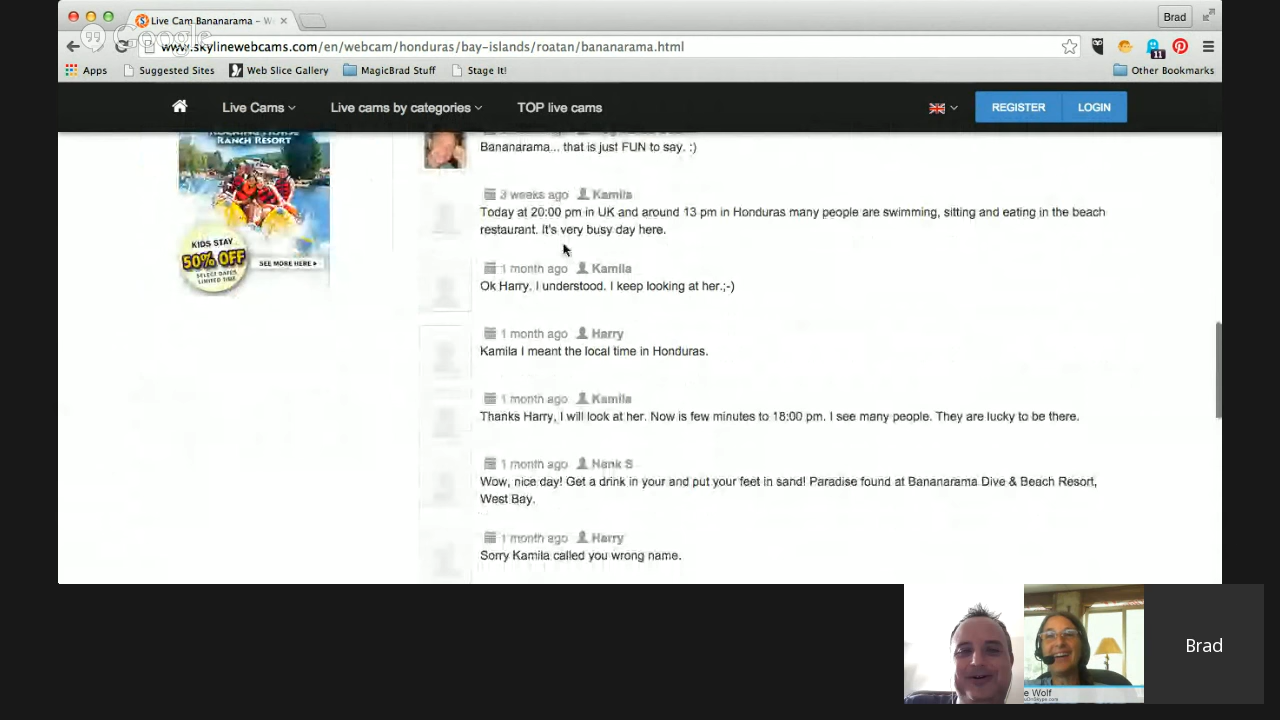 Live Cam Bananarama – W
Brad
Google
www.skylinewebcams.com/en/webcam/honduras/bay-islands/roatan/bananarama.html
11
Apps Suggested Sites Web Slice Gallery MagicBrad Stuff Stage It! Other Bookmarks
Live Cams Live cams by categories TOP live cams REGISTER LOGIN
RANCH RESORT
KIDS STAY
50% OFF
SELECT DATES
LIMITED TIME
SEE MORE HERE
Bananarama... that is just FUN to say. :)
3 weeks ago Kamila
Today at 20:00 pm in UK and around 13 pm in Honduras many people are swimming, sitting and eating in the beach
restaurant. It's very busy day here.
1 month ago Kamila
Ok Harry. I understood. I keep looking at her.;-)
1 month ago Harry
Kamila I meant the local time in Honduras.
1 month ago Kamila
Thanks Harry, I will look at her. Now is few minutes to 18:00 pm. I see many people. They are lucky to be there.
1 month ago Hank S
Wow, nice day! Get a drink in your and put your feet in sand! Paradise found at Bananarama Dive & Beach Resort,
West Bay.
1 month ago Harry
Sorry Kamila called you wrong name.
Brad
e Wolf